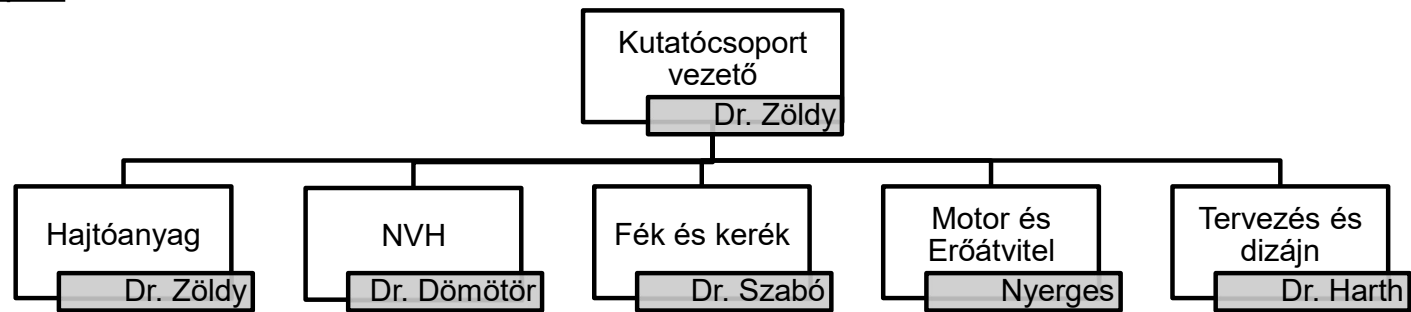 Kutatócsoport
vezető
Dr. Zöldy
Hajtóanyag
Dr. Zöldy
NVH
Dr. Dömötör
Fék és kerék
Dr. Szabó
Motor és
Erőátvitel
Nyerges
Tervezés és
dizájn
Dr. Harth